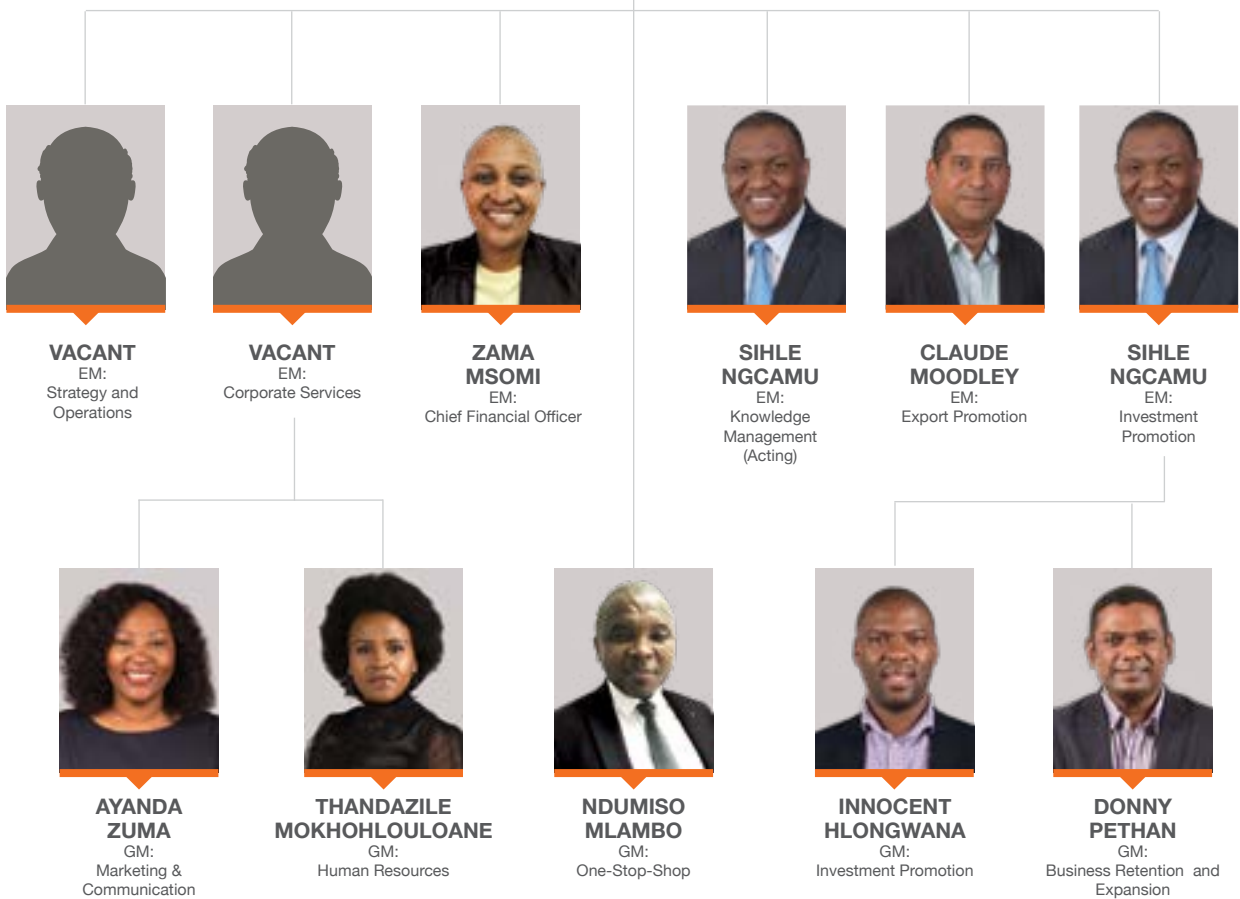 VACANT
EM:
Strategy and
Operations
VACANT
EM:
Corporate Services
ZAMA
MSOMI
EM:
Chief Financial Officer
SIHLE
NGCAMU
EM:
Knowledge
Management
(Acting)
CLAUDE
MOODLEY
EM:
Export Promotion
SIHLE
NGCAMU
EM:
Investment
Promotion
AYANDA
ZUMA
GM:
Marketing &
Communication
THANDAZILE
MOKHOHLOULOANE
GM:
Human Resources
NDUMISO
MLAMBO
GM:
One-Stop-Shop
INNOCENT
HLONGWANA
GM:
Investment Promotion
DONNY
PETHAN
GM:
Business Retention and
Expansion